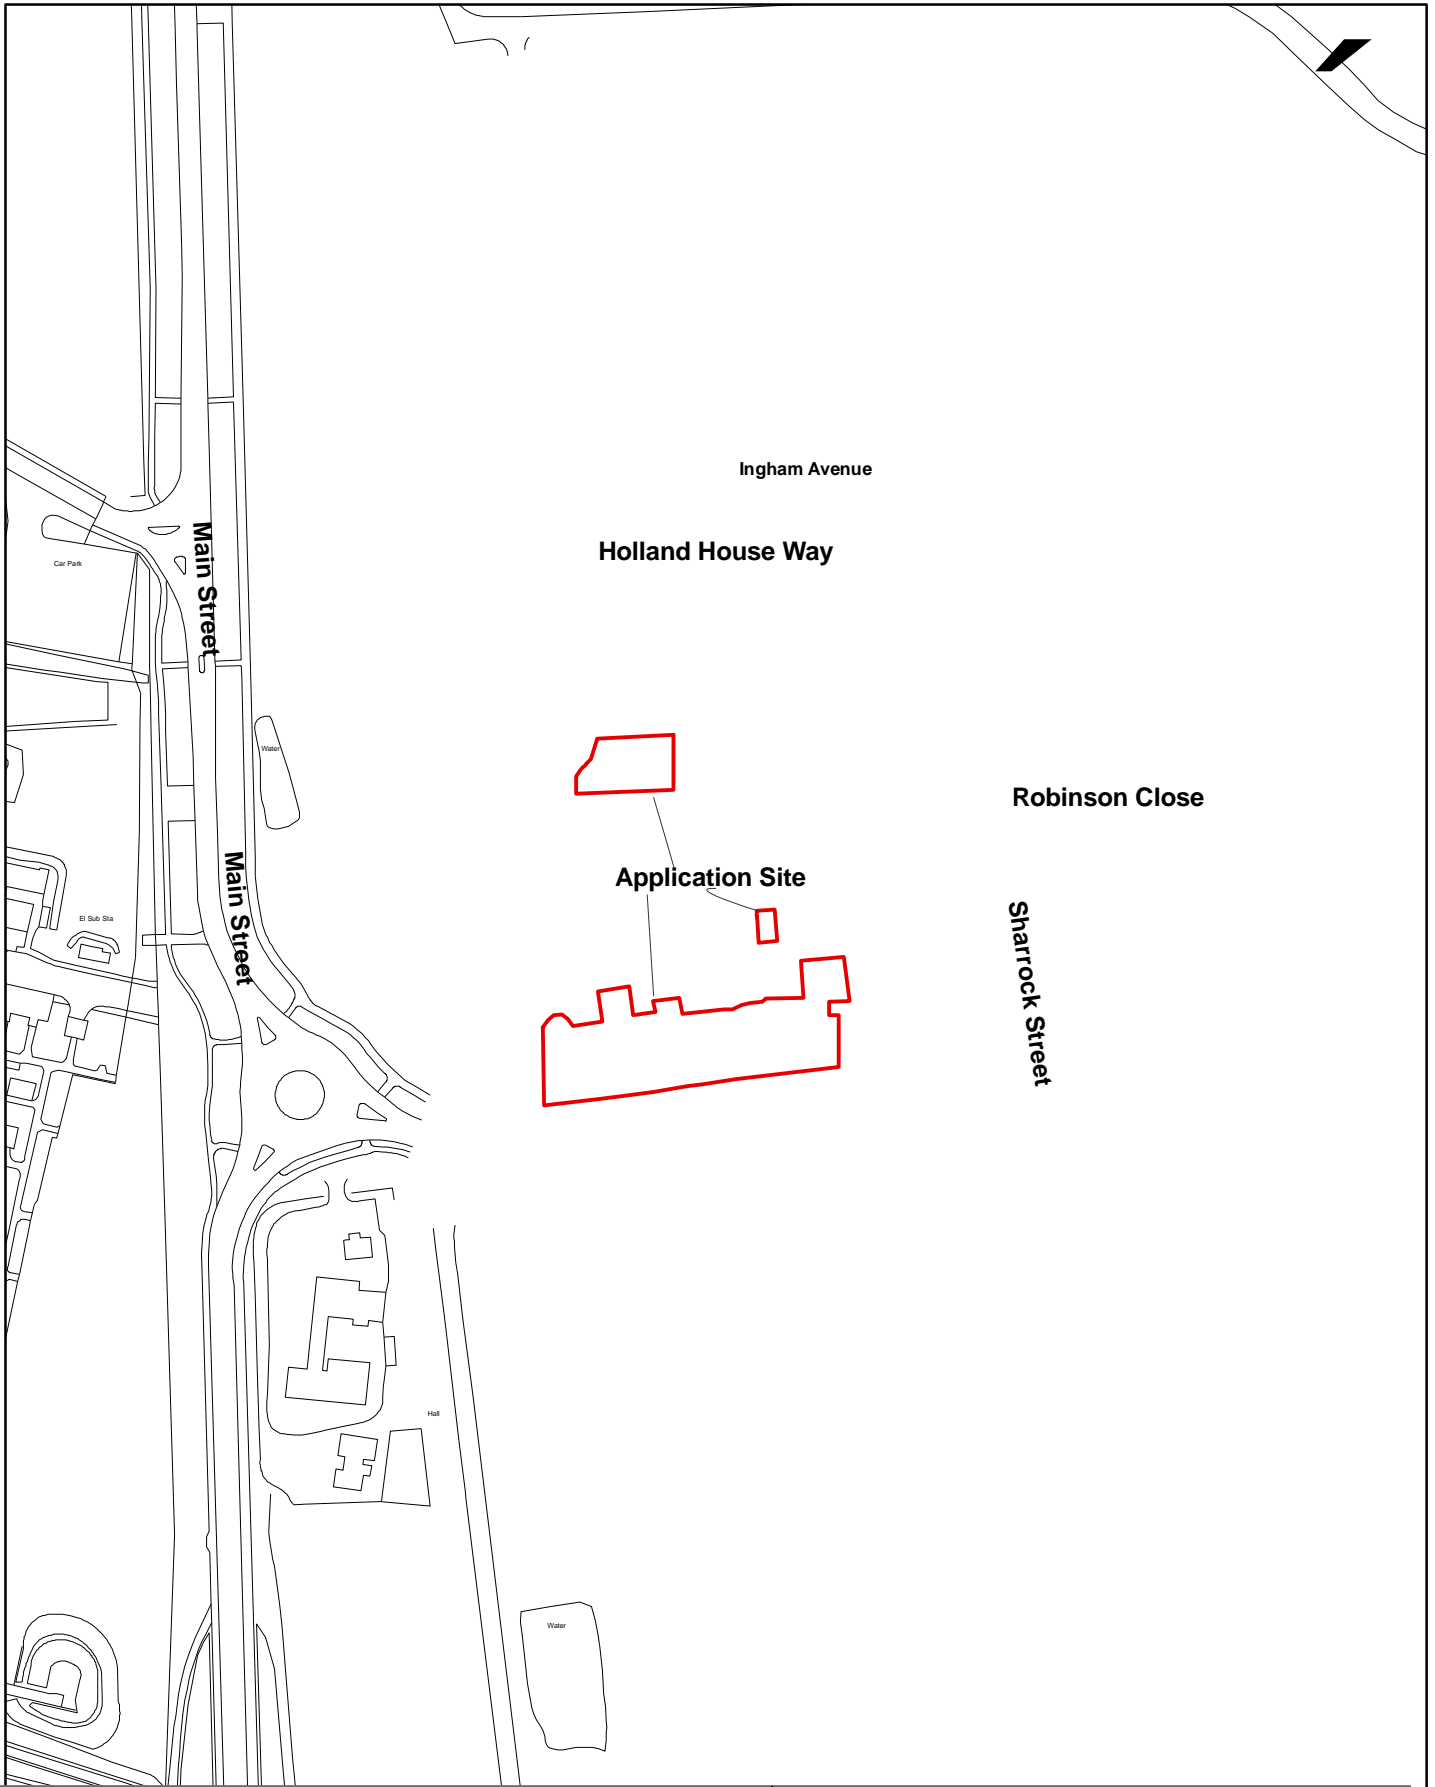 Ingham Avenue
Main Street
Holland House Way
Car Park
Water
Robinson Close
Main Street
Application Site
El Sub Sta
Sharrock Street
Hall
Water